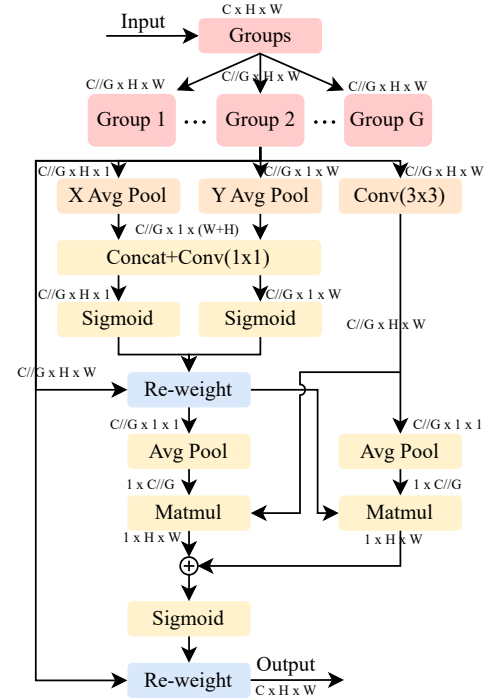 C x H x W
Input
Groups
C//G x H x W
C//G x H x W
C//G x H x W
Group 1
...
Group 2
...
Group G
C//G x H x 1
C//G x 1 x W
C//G x H x W
X Avg Pool
Y Avg Pool
Conv(3x3)
C//G x 1 x (W+H)
Concat+Conv(1x1)
C//G x H x 1
C//G x 1 x W
Sigmoid
Sigmoid
C//G x H x W
C//G x H x W
Re-weight
C//G x 1 x 1
C//G x 1 x 1
Avg Pool
Avg Pool
1 x C//G
1 x C//G
Matmul
Matmul
1 x H x W
1 x H x W
+
Sigmoid
Re-weight
Output
C x H x W